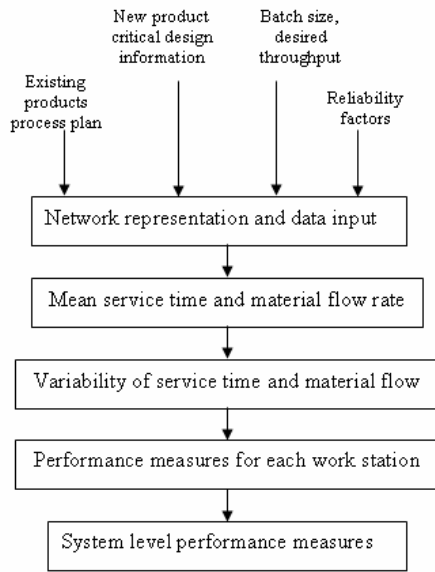 New product
critical design
information
Batch size,
desired
throughput
Existing
products
process plan
Reliability
factors
Network representation and data input
Mean service time and material flow rate
Variability of service time and material flow
Performance measures for each work station
System level performance measures